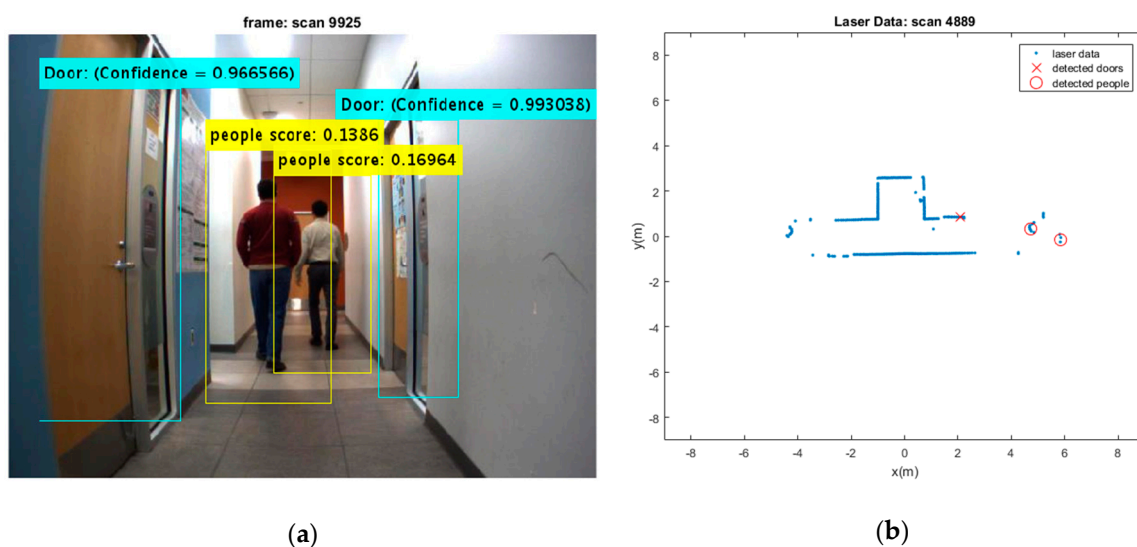 frame: scan 9925
Door: (Confidence = 0.966566)
Door: (Confidence = 0.993038)
people score: 0.1386
people score: 0.16964
(a)
Laser Data: scan 4889
laser data
detected doors
detected people
8
6
4
2
0
-2
-4
-6
-8
y(m)
-8
-6
-4
-2
0
2
4
6
8
x(m)
(b)